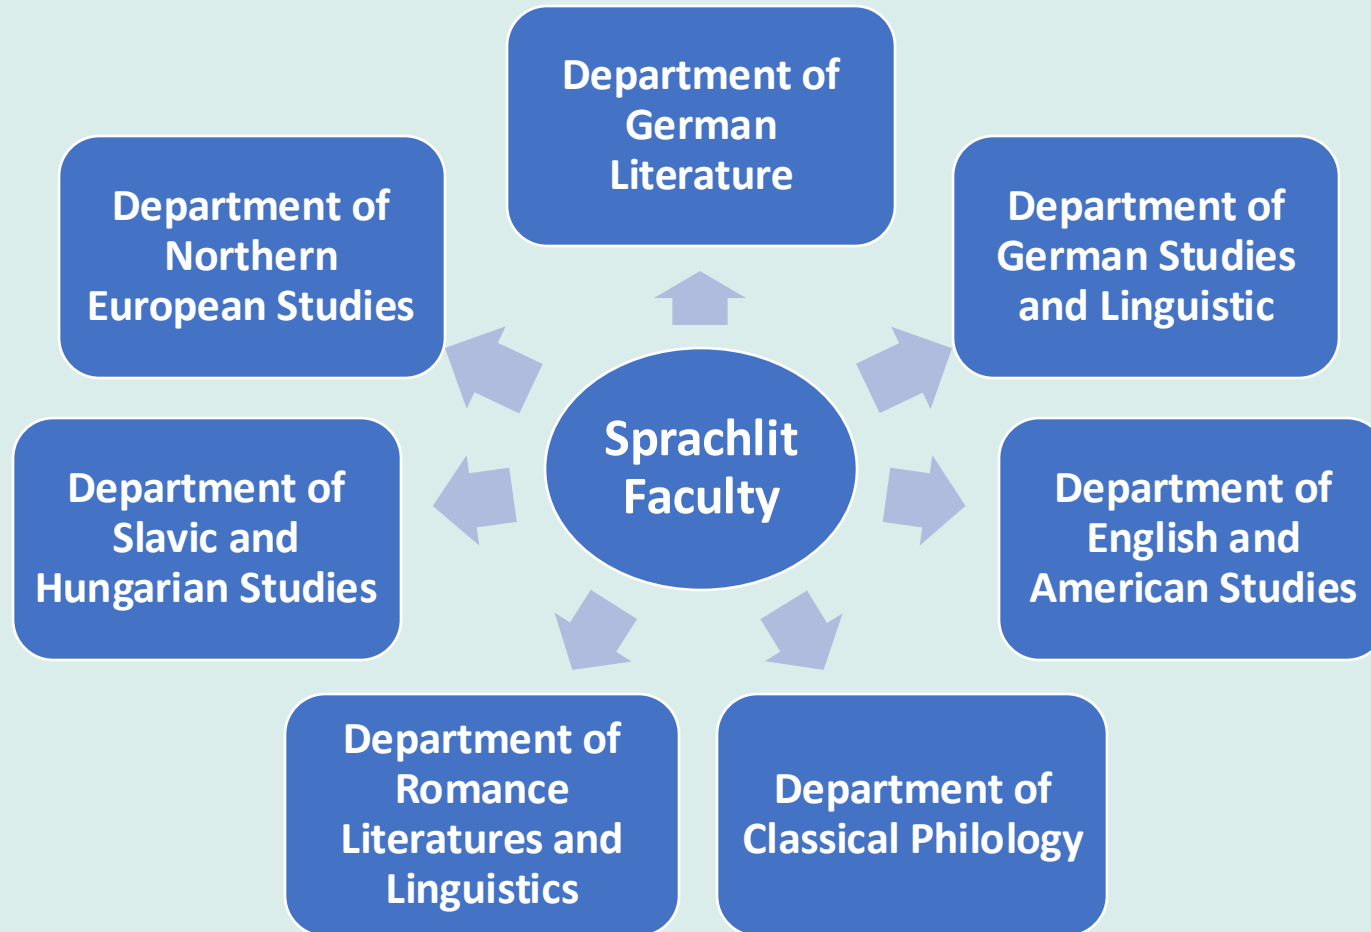 Department of
German
Literature
Department of
Northern
European Studies
Department of
German Studies
and Linguistic
Sprachlit
Faculty
Department of
Slavic and
Hungarian Studies
Department of
English and
American Studies
Department of
Romance
Literatures and
Linguistics
Department of
Classical Philology